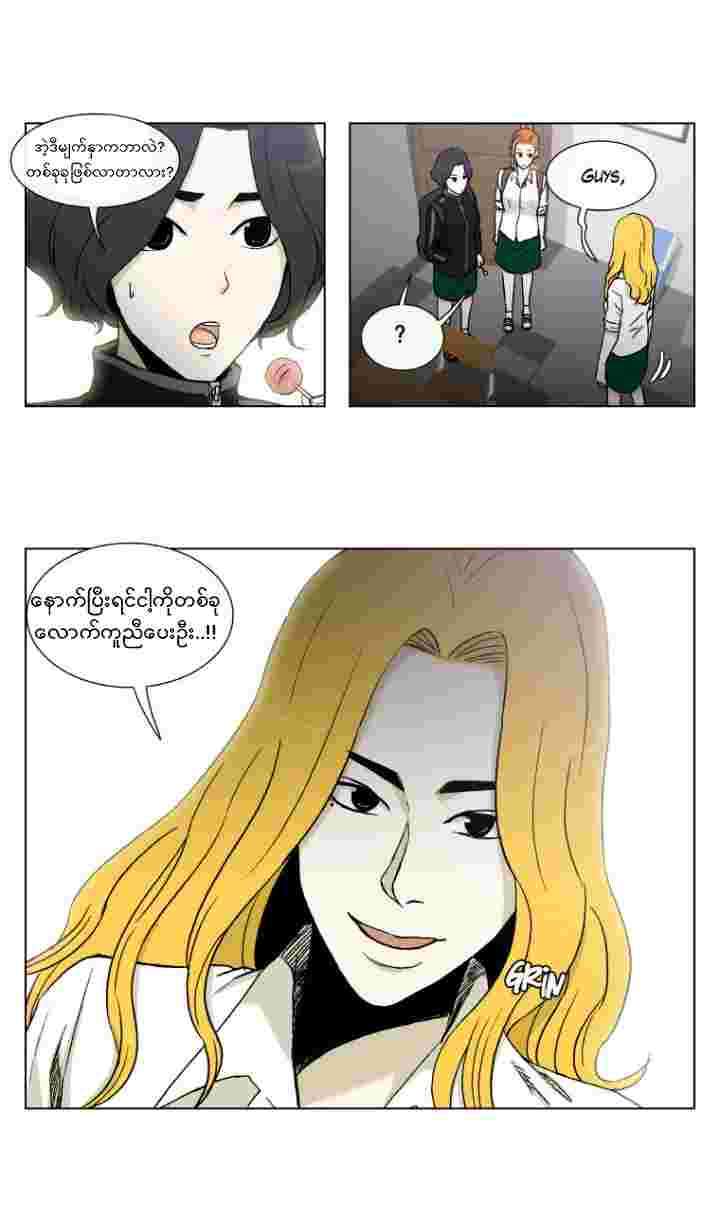 အဲ့ဒီမျက်နှာကဘာလဲ?
တစ်ခုခုဖြစ်လာတာလား?
GUYS,
?
နောက်ပြီးရင်ငါ့ကိုတစ်ခု
လောက်ကူညီပေးဦး..!!
GRIN